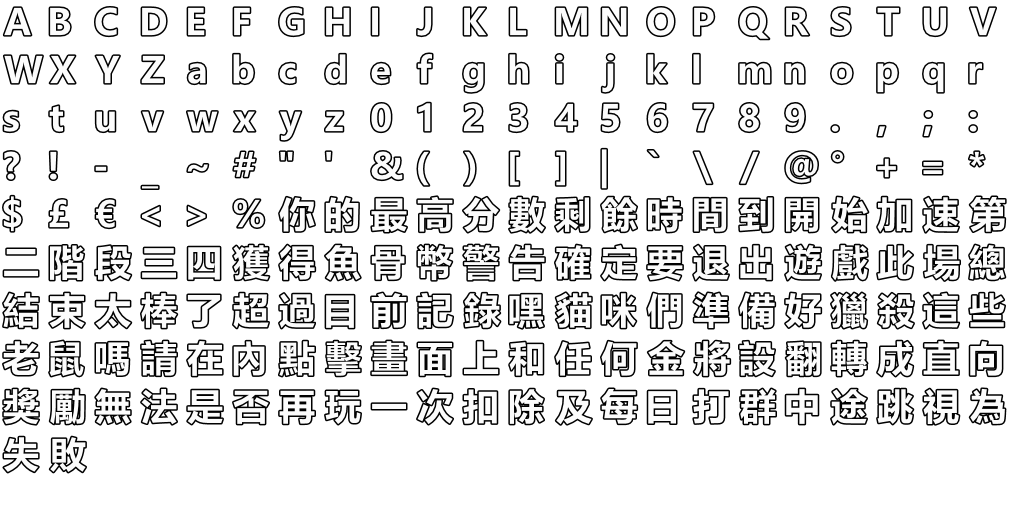 A B C D E F G H I J K L M N O P Q R S T U V
W X Y Z a b c d e f g h i j k l m n o p q r
s t u v w x y z 0 1 2 3 4 5 6 7 8 9 . , ; :
? ! - _ ~ # " ' & ( ) [ ] | ` \ / @ ° + = *
$ £ € < > % 你 的 最 高 分 數 剩 餘 時 間 到 開 始 加 速 第
二 階 段 三 四 獲 得 魚 骨 幣 警 告 確 定 要 退 出 遊 戲 此 場 總
結 束 太 棒 了 超 過 目 前 記 錄 嘿 貓 咪 們 準 備 好 獵 殺 這 些
老 鼠 嗎 請 在 內 點 擊 畫 面 上 和 任 何 金 將 設 翻 轉 成 直 向
獎 勵 無 法 是 否 再 玩 一 次 扣 除 及 每 日 打 群 中 途 跳 視 為
失 敗